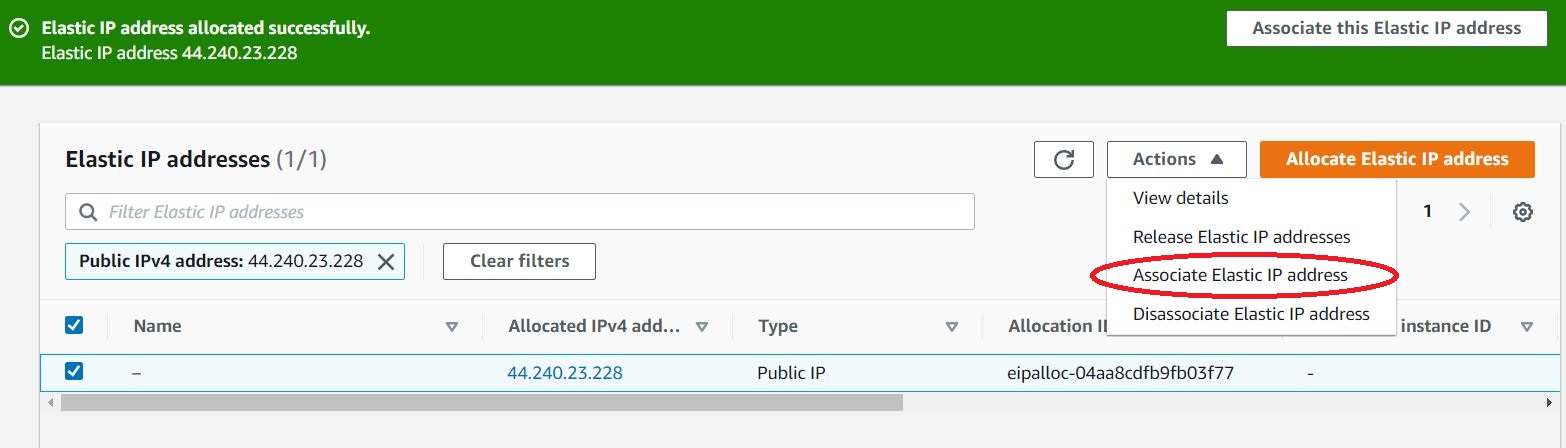 Elastic IP address allocated successfully.
Elastic IP address 44.240.23.228
Associate this Elastic IP address
Elastic IP addresses (1/1)
Actions
Allocate Elastic IP address
Filter Elastic IP addresses
View details
1
Release Elastic IP addresses
Public IPv4 address: 44.240.23.228
Clear filters
Associate Elastic IP address
Disassociate Elastic IP address
Name
Allocated IPv4 add...
Type
Allocation ID
instance ID
–
44.240.23.228
Public IP
eipalloc-04aa8cdfb9fb03f77
-